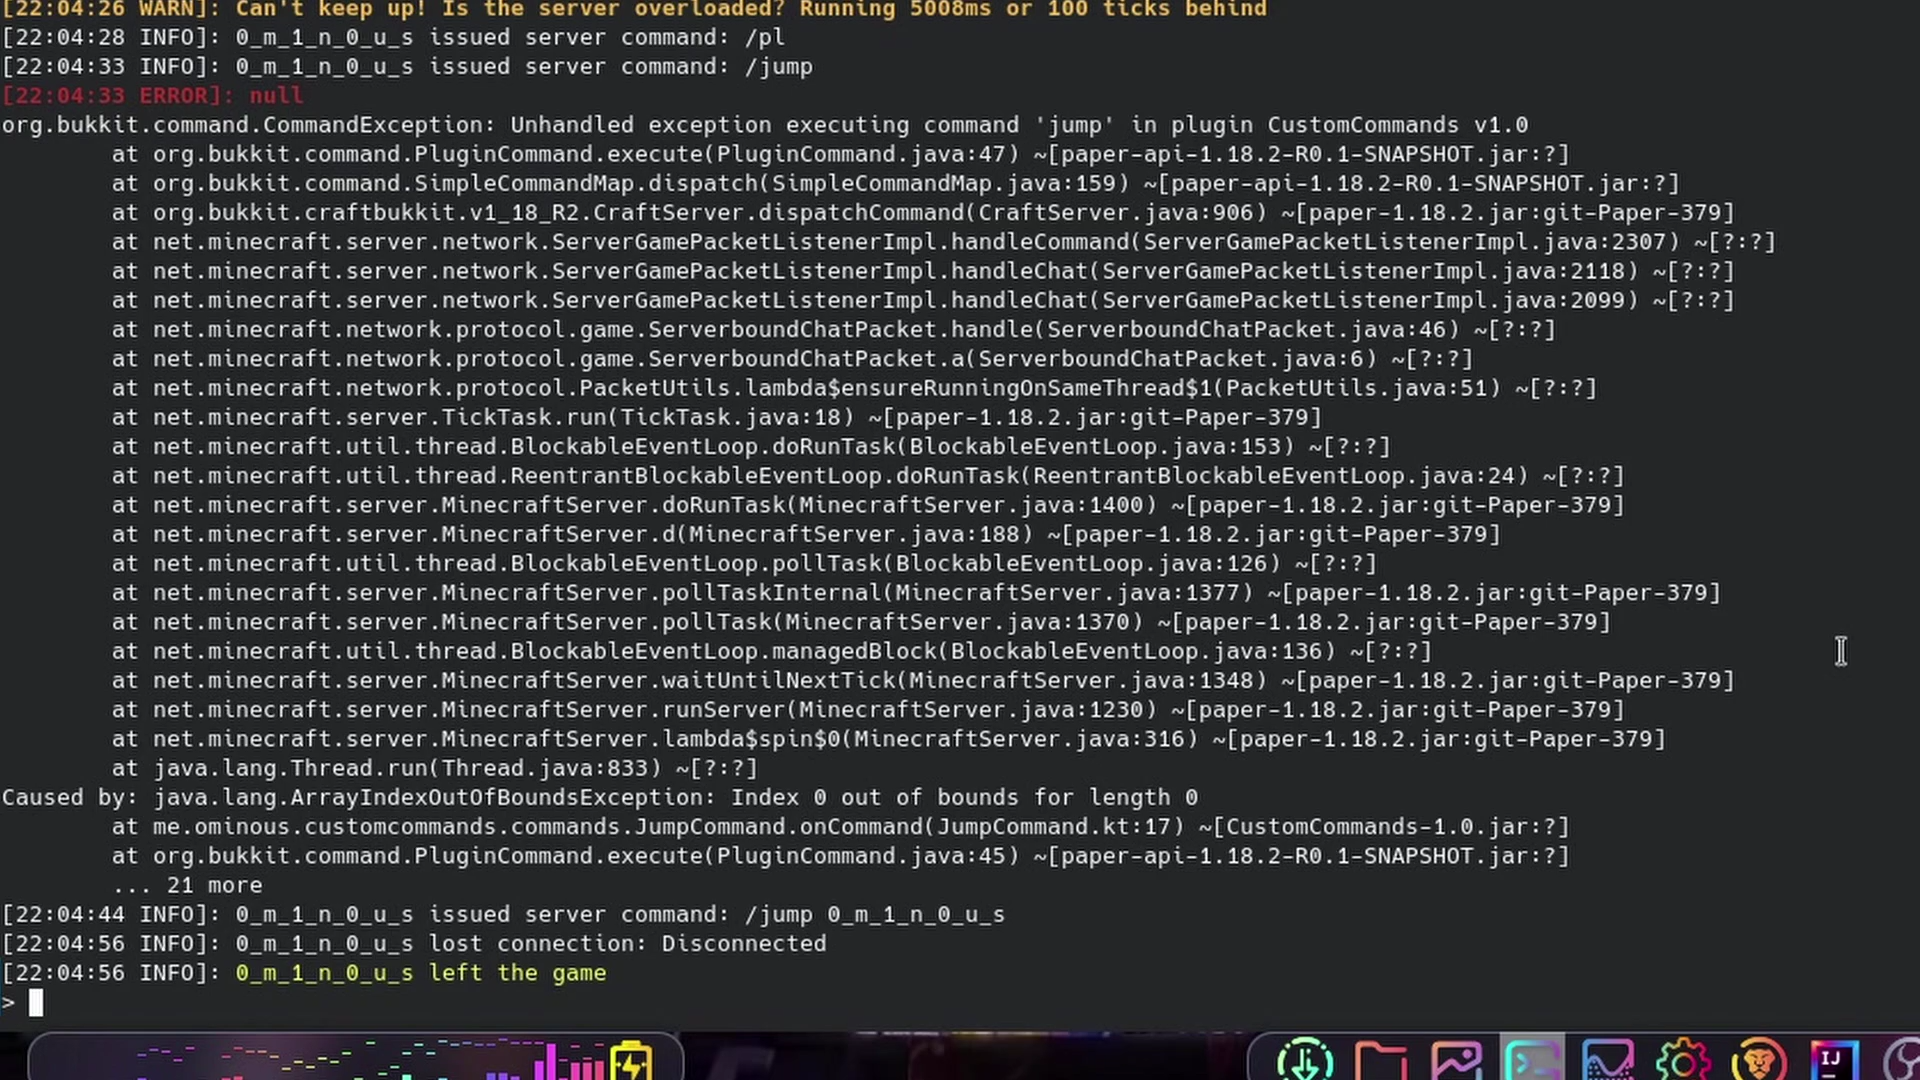 [22:04:26 WARN]: Can't keep up! Is the server overloaded? Running 5008ms or 100 ticks behind
[22:04:28 INFO]: 0_m_1_n_0_u_s issued server command: /pl
[22:04:33 INFO]: 0_m_1_n_0_u_s issued server command: /jump
[22:04:33 ERROR]: null
org.bukkit.command.CommandException: Unhandled exception executing command 'jump' in plugin CustomCommands v1.0
        at org.bukkit.command.PluginCommand.execute(PluginCommand.java:47) ~[paper-api-1.18.2-R0.1-SNAPSHOT.jar:?]
        at org.bukkit.command.SimpleCommandMap.dispatch(SimpleCommandMap.java:159) ~[paper-api-1.18.2-R0.1-SNAPSHOT.jar:?]
        at org.bukkit.craftbukkit.v1_18_R2.CraftServer.dispatchCommand(CraftServer.java:906) ~[paper-1.18.2.jar:git-Paper-379]
        at net.minecraft.server.network.ServerGamePacketListenerImpl.handleCommand(ServerGamePacketListenerImpl.java:2307) ~[?:?]
        at net.minecraft.server.network.ServerGamePacketListenerImpl.handleChat(ServerGamePacketListenerImpl.java:2118) ~[?:?]
        at net.minecraft.server.network.ServerGamePacketListenerImpl.handleChat(ServerGamePacketListenerImpl.java:2099) ~[?:?]
        at net.minecraft.network.protocol.game.ServerboundChatPacket.handle(ServerboundChatPacket.java:46) ~[?:?]
        at net.minecraft.network.protocol.game.ServerboundChatPacket.a(ServerboundChatPacket.java:6) ~[?:?]
        at net.minecraft.network.protocol.PacketUtils.lambda$ensureRunningOnSameThread$1(PacketUtils.java:51) ~[?:?]
        at net.minecraft.server.TickTask.run(TickTask.java:18) ~[paper-1.18.2.jar:git-Paper-379]
        at net.minecraft.util.thread.BlockableEventLoop.doRunTask(BlockableEventLoop.java:153) ~[?:?]
        at net.minecraft.util.thread.ReentrantBlockableEventLoop.doRunTask(ReentrantBlockableEventLoop.java:24) ~[?:?]
        at net.minecraft.server.MinecraftServer.doRunTask(MinecraftServer.java:1400) ~[paper-1.18.2.jar:git-Paper-379]
        at net.minecraft.server.MinecraftServer.d(MinecraftServer.java:188) ~[paper-1.18.2.jar:git-Paper-379]
        at net.minecraft.util.thread.BlockableEventLoop.pollTask(BlockableEventLoop.java:126) ~[?:?]
        at net.minecraft.server.MinecraftServer.pollTaskInternal(MinecraftServer.java:1377) ~[paper-1.18.2.jar:git-Paper-379]
        at net.minecraft.server.MinecraftServer.pollTask(MinecraftServer.java:1370) ~[paper-1.18.2.jar:git-Paper-379]
        at net.minecraft.util.thread.BlockableEventLoop.managedBlock(BlockableEventLoop.java:136) ~[?:?]
        at net.minecraft.server.MinecraftServer.waitUntilNextTick(MinecraftServer.java:1348) ~[paper-1.18.2.jar:git-Paper-379]
        at net.minecraft.server.MinecraftServer.runServer(MinecraftServer.java:1230) ~[paper-1.18.2.jar:git-Paper-379]
        at net.minecraft.server.MinecraftServer.lambda$spin$0(MinecraftServer.java:316) ~[paper-1.18.2.jar:git-Paper-379]
        at java.lang.Thread.run(Thread.java:833) ~[?:?]
Caused by: java.lang.ArrayIndexOutOfBoundsException: Index 0 out of bounds for length 0
        at me.ominous.customcommands.commands.JumpCommand.onCommand(JumpCommand.kt:17) ~[CustomCommands-1.0.jar:?]
        at org.bukkit.command.PluginCommand.execute(PluginCommand.java:45) ~[paper-api-1.18.2-R0.1-SNAPSHOT.jar:?]
        ... 21 more
[22:04:44 INFO]: 0_m_1_n_0_u_s issued server command: /jump 0_m_1_n_0_u_s
[22:04:56 INFO]: 0_m_1_n_0_u_s lost connection: Disconnected
[22:04:56 INFO]: 0_m_1_n_0_u_s left the game
>
IJ